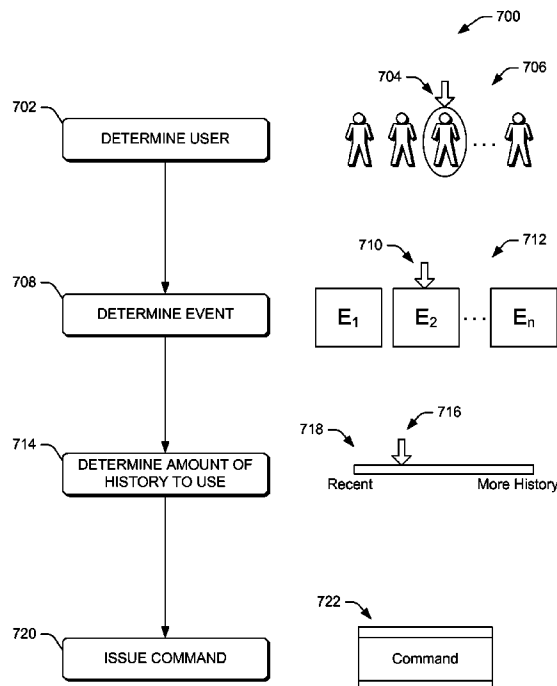 700
704
706
702
DETERMINE USER
...
710
712
708
DETERMINE EVENT
E1
E2
...
En
716
718
714
DETERMINE AMOUNT OF
HISTORY TO USE
Recent
More History
722
720
ISSUE COMMAND
Command